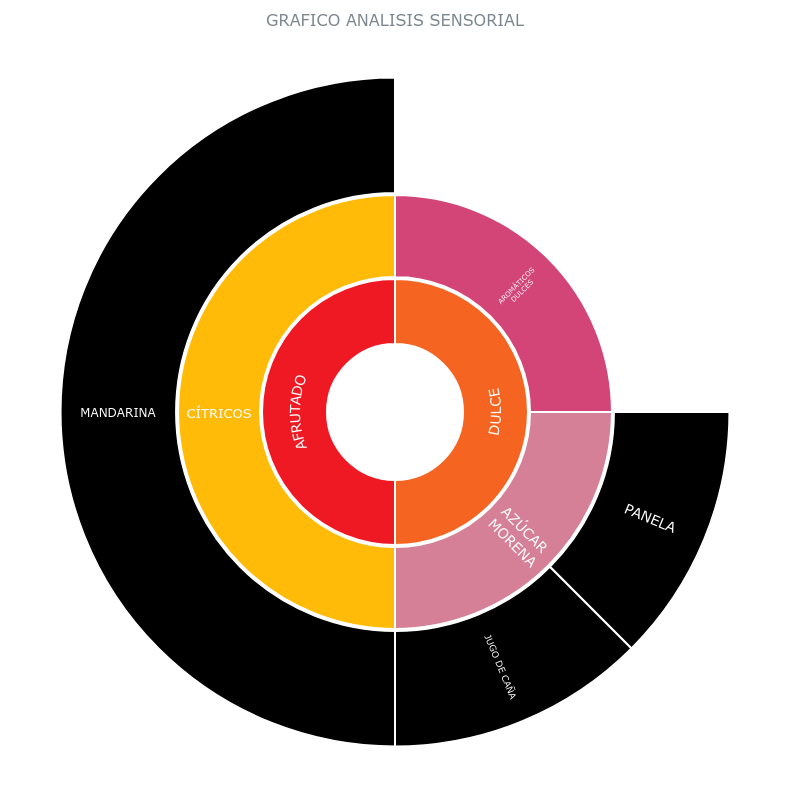 GRAFICO ANALISIS SENSORIAL
AROMÁTICOS
DULCES
AFRUTADO
DULCE
MANDARINA
CÍTRICOS
AZÚCAR
MORENA
PANELA
JUGO DE CAÑA